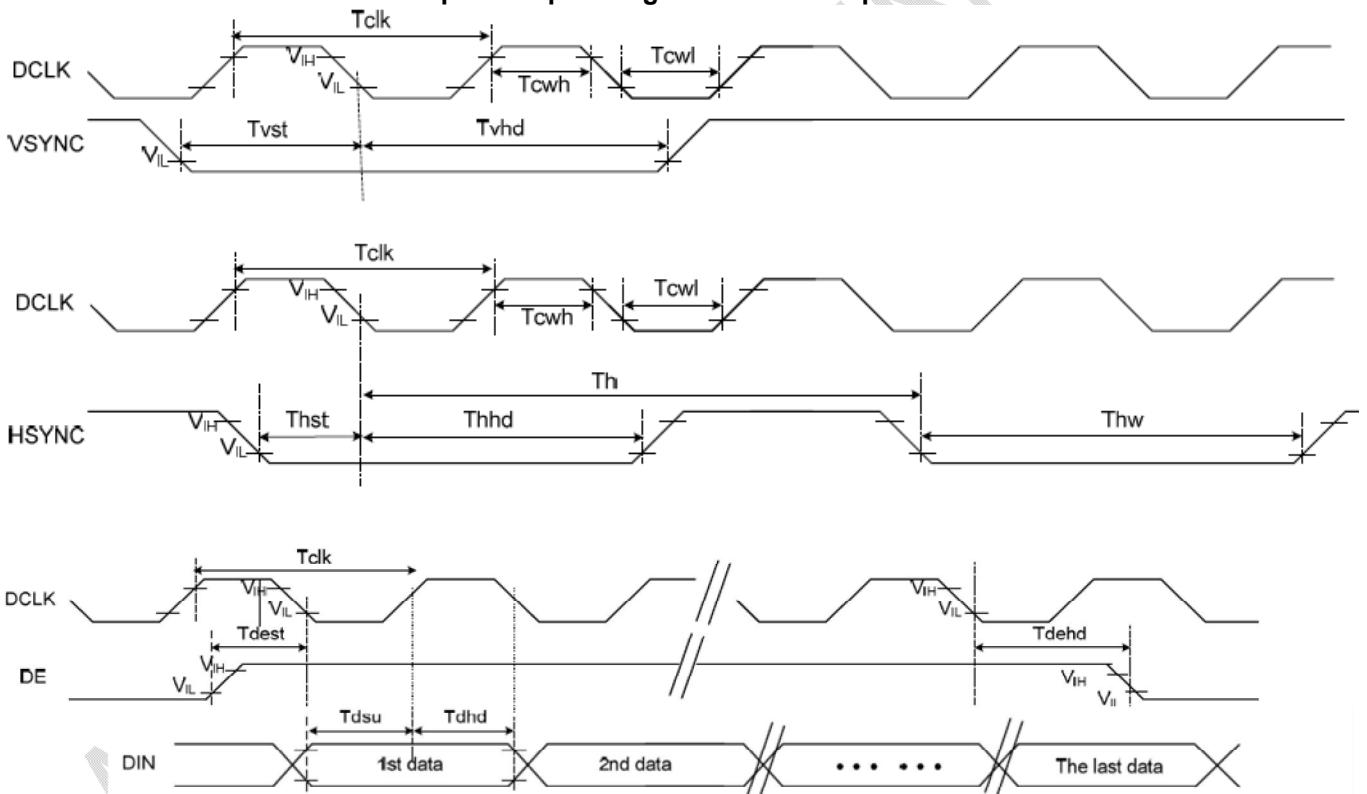 Tclk
DCLK
VIH
VIL
Tcwh
Tcwl
VSYNC
VIL
Tvst
Tvhd
Tclk
DCLK
VIH
VIL
Tcwh
Tcwl
Th
HSYNC
VIH
VIL
Thst
Thhd
Thw
Tclk
DCLK
VIH
VIL
VIH
VIL
Tdest
Tdehd
DE
VIH
VIL
VIH
VIL
Tdsu
Tdhd
DIN
1st data
2nd data
•••  •••
The last data